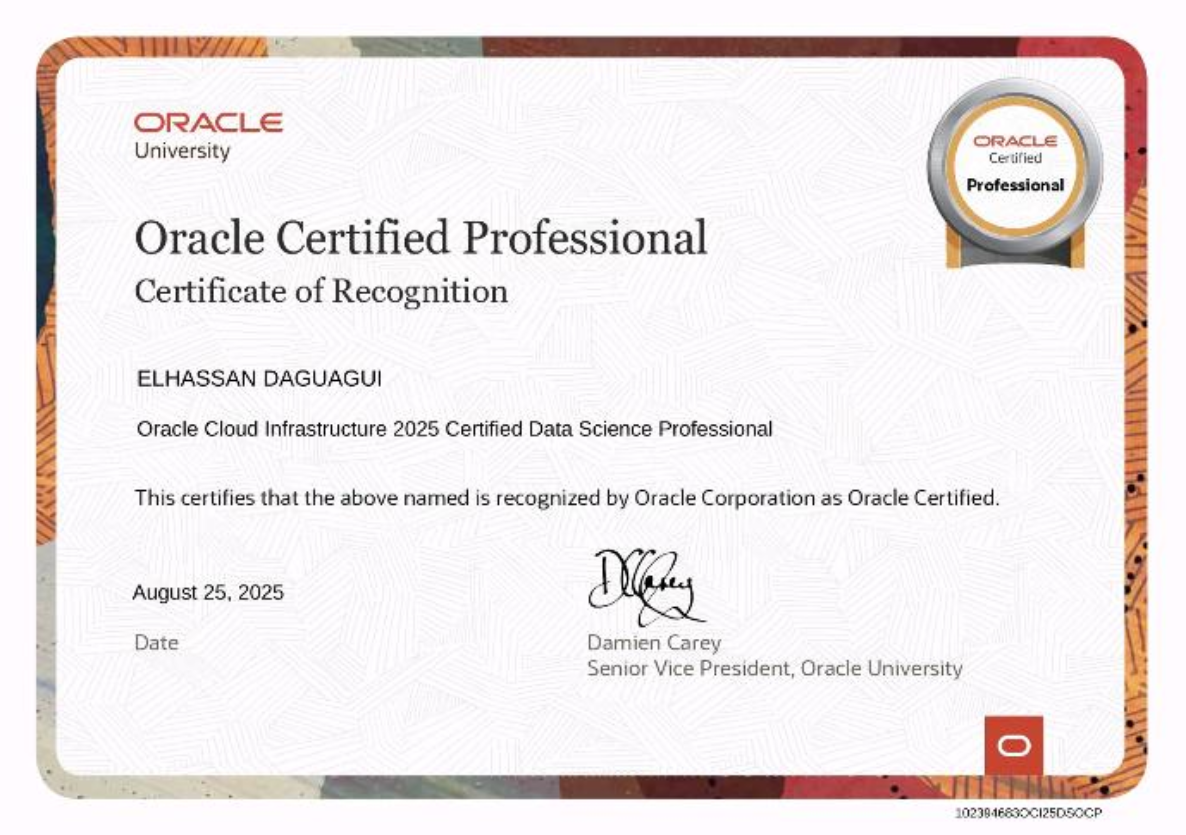 ORACLE
University
ORACLE
Certified
Professional
Oracle Certified Professional
Certificate of Recognition
ELHASSAN DAGUAGUI
Oracle Cloud Infrastructure 2025 Certified Data Science Professional
This certifies that the above named is recognized by Oracle Corporation as Oracle Certified.
August 25, 2025
Date
DCCarey
Damien Carey
Senior Vice President, Oracle University
102394683OCI25DSOCP